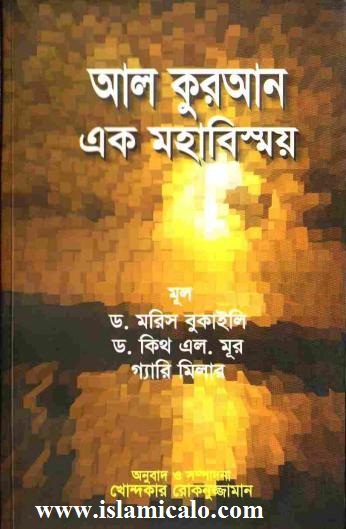 আল কুরআন
এক মহাবিস্ময়
মূল
ড. মরিস বুকাইলি
ড. কিথ এল. মূর
গ্যারি মিলার
অনুবাদ ও সম্পাদনা
খোন্দকার রোকনুজ্জামান
www.islamicalo.com